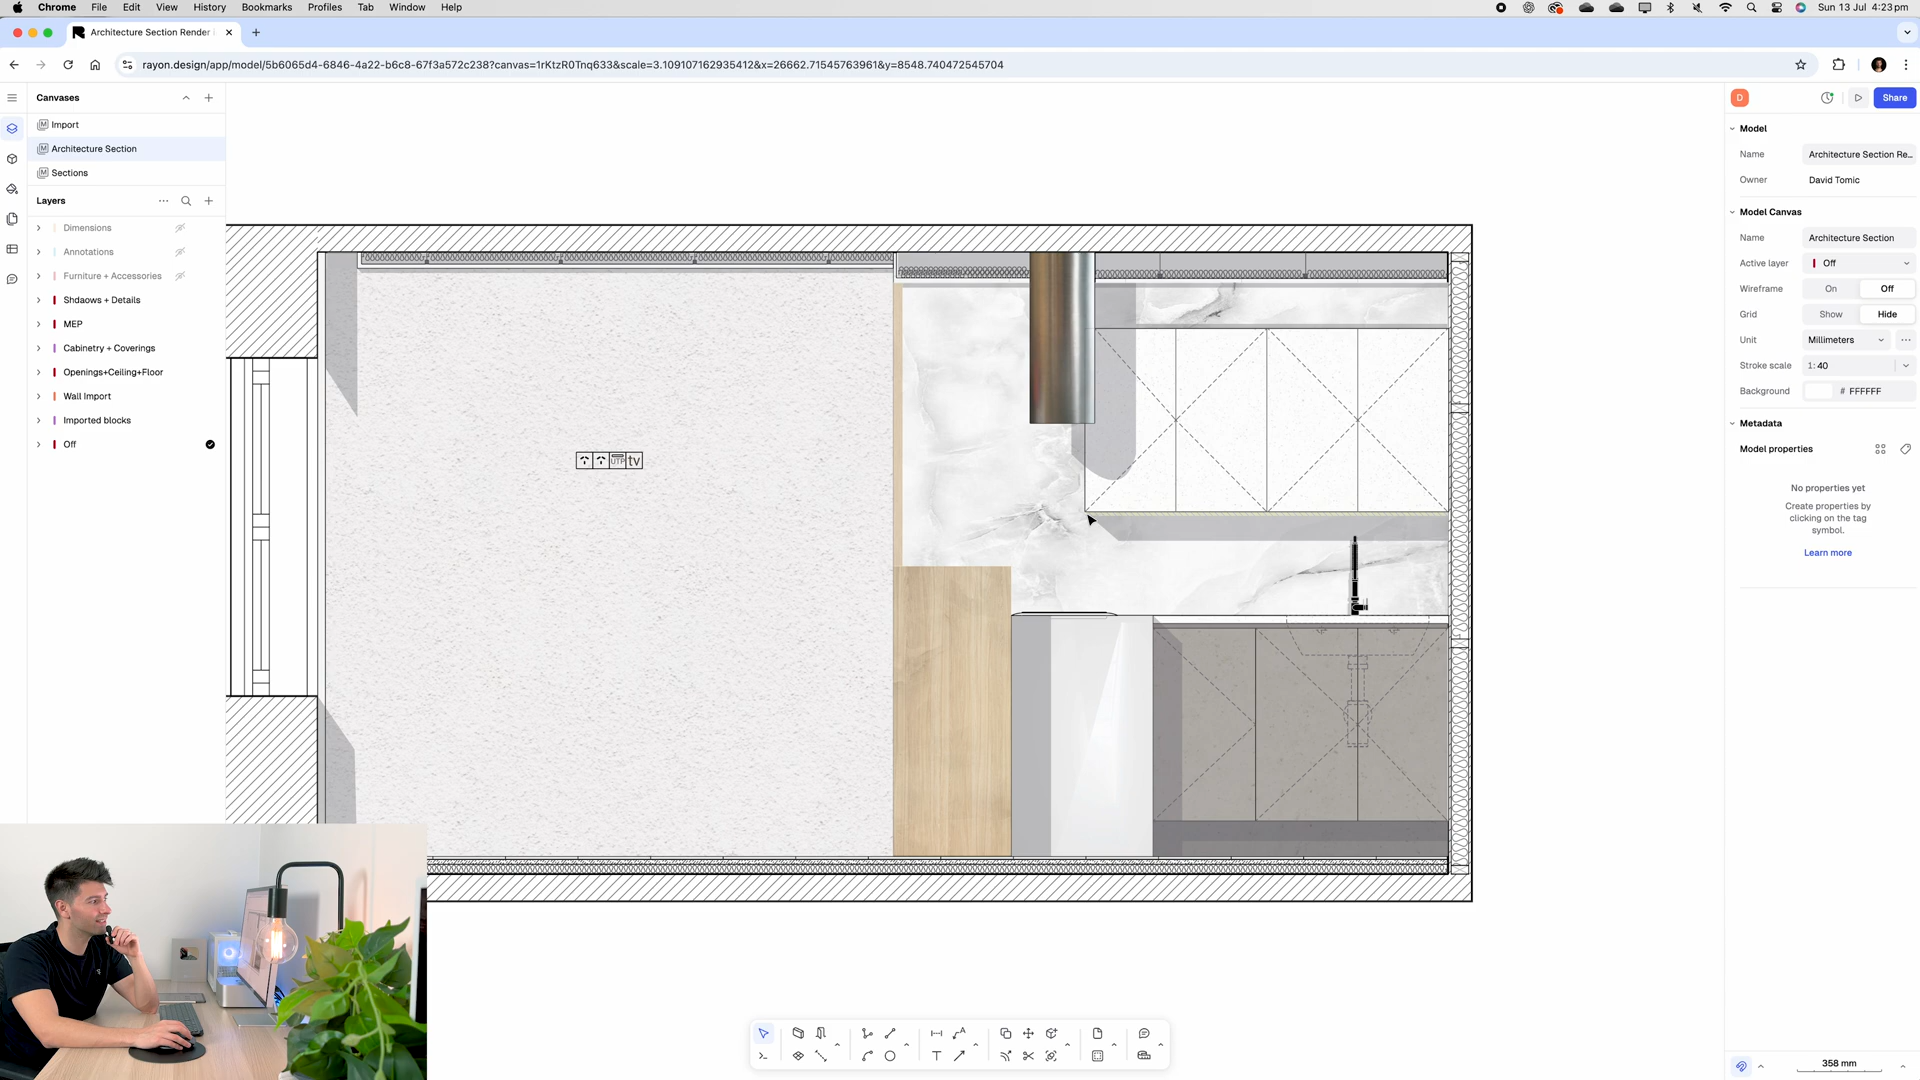 Chrome File Edit View History Bookmarks Profiles Tab Window Help Sun 13 Jul 4:23 pm
Architecture Section Render
rayon.design/app/model/5b6065d4-6846-4a22-b6c8-67f3a572c238?canvas=1rKtzR0Tnq633&scale=3.109107162935412&x=26662.71545763961&y=8548.740472545704
Canvases
Import
Architecture Section
Sections
Layers
Dimensions
Annotations
Furniture + Accessories
Shdaows + Details
MEP
Cabinetry + Coverings
Openings+Ceiling+Floor
Wall Import
Imported blocks
Off
UTP tv
D Share
Model
Name Architecture Section Re...
Owner David Tomic
Model Canvas
Name Architecture Section
Active layer Off
Wireframe On Off
Grid Show Hide
Unit Millimeters
Stroke scale 1: 40
Background # FFFFFF
Metadata
Model properties
No properties yet
Create properties by
clicking on the tag
symbol.
Learn more
358 mm